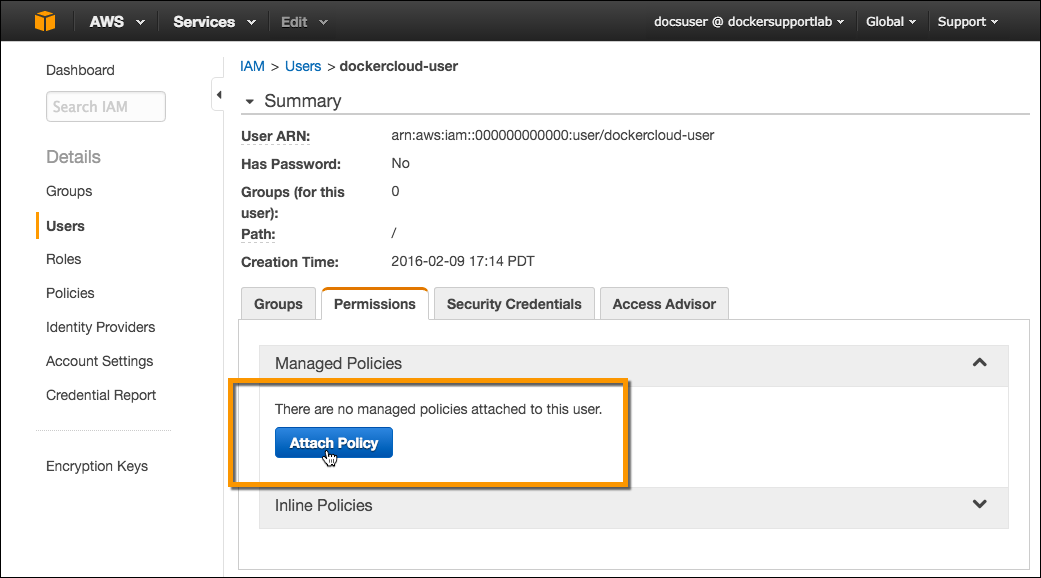 AWS Services Edit docsuser @ dockersupportlab Global Support
Dashboard
Search IAM
Details
Groups
Users
Roles
Policies
Identity Providers
Account Settings
Credential Report
Encryption Keys
IAM > Users > dockercloud-user
Summary
User ARN: arn:aws:iam::000000000000:user/dockercloud-user
Has Password: No
Groups (for this 0
user):
Path: /
Creation Time: 2016-02-09 17:14 PDT
Groups Permissions Security Credentials Access Advisor
Managed Policies
There are no managed policies attached to this user.
Attach Policy
Inline Policies